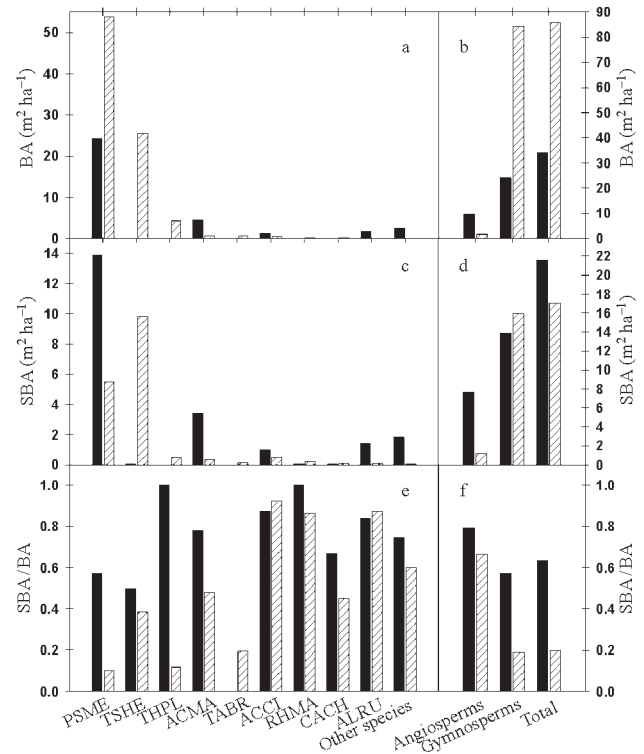 a
b
BA (m² ha⁻¹)
50
40
30
20
10
0
90
80
70
60
50
40
30
20
10
0
BA (m² ha⁻¹)
c
d
SBA (m² ha⁻¹)
14
12
10
8
6
4
2
0
22
20
18
16
14
12
10
8
6
4
2
0
SBA (m² ha⁻¹)
e
f
SBA/BA
1.0
0.8
0.6
0.4
0.2
0.0
1.0
0.8
0.6
0.4
0.2
0.0
SBA/BA
PSME
TSHE
THPL
ACMA
TABR
ACCI
RHMA
CACH
ALRU
Other species
Angiosperms
Gymnosperms
Total